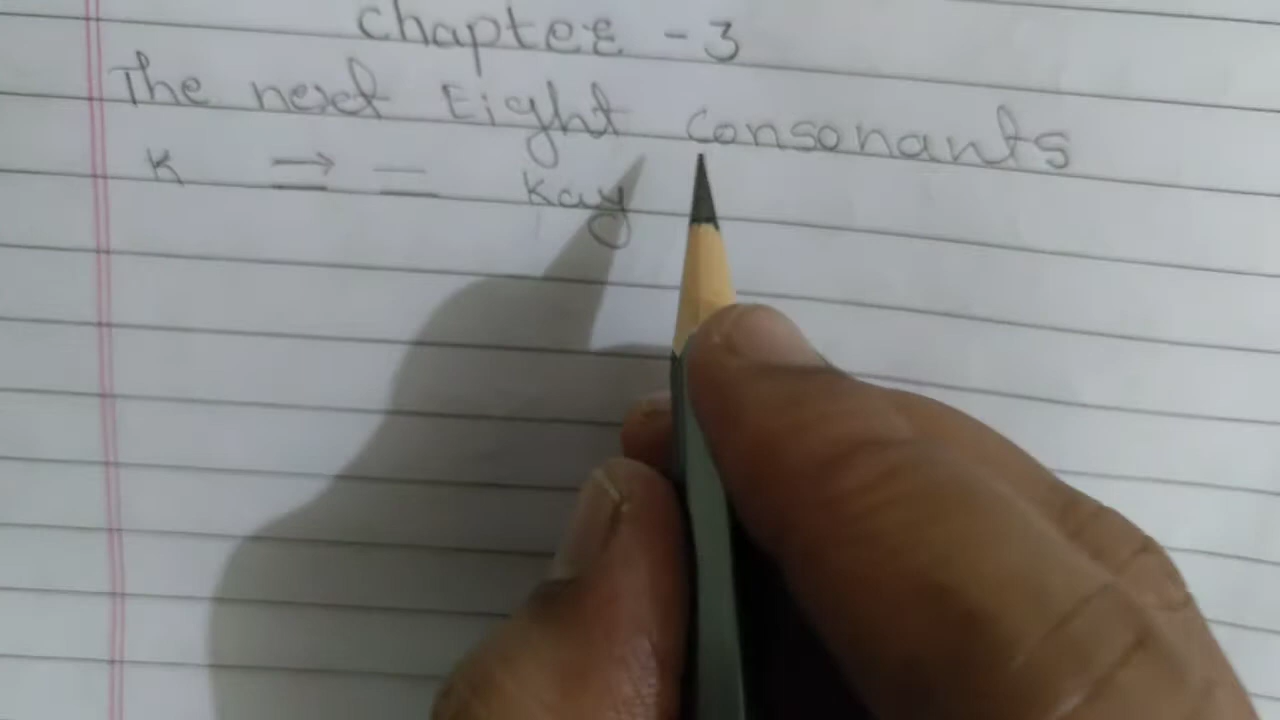 Chapter - 3
The next Eight Consonants
K → — Kay